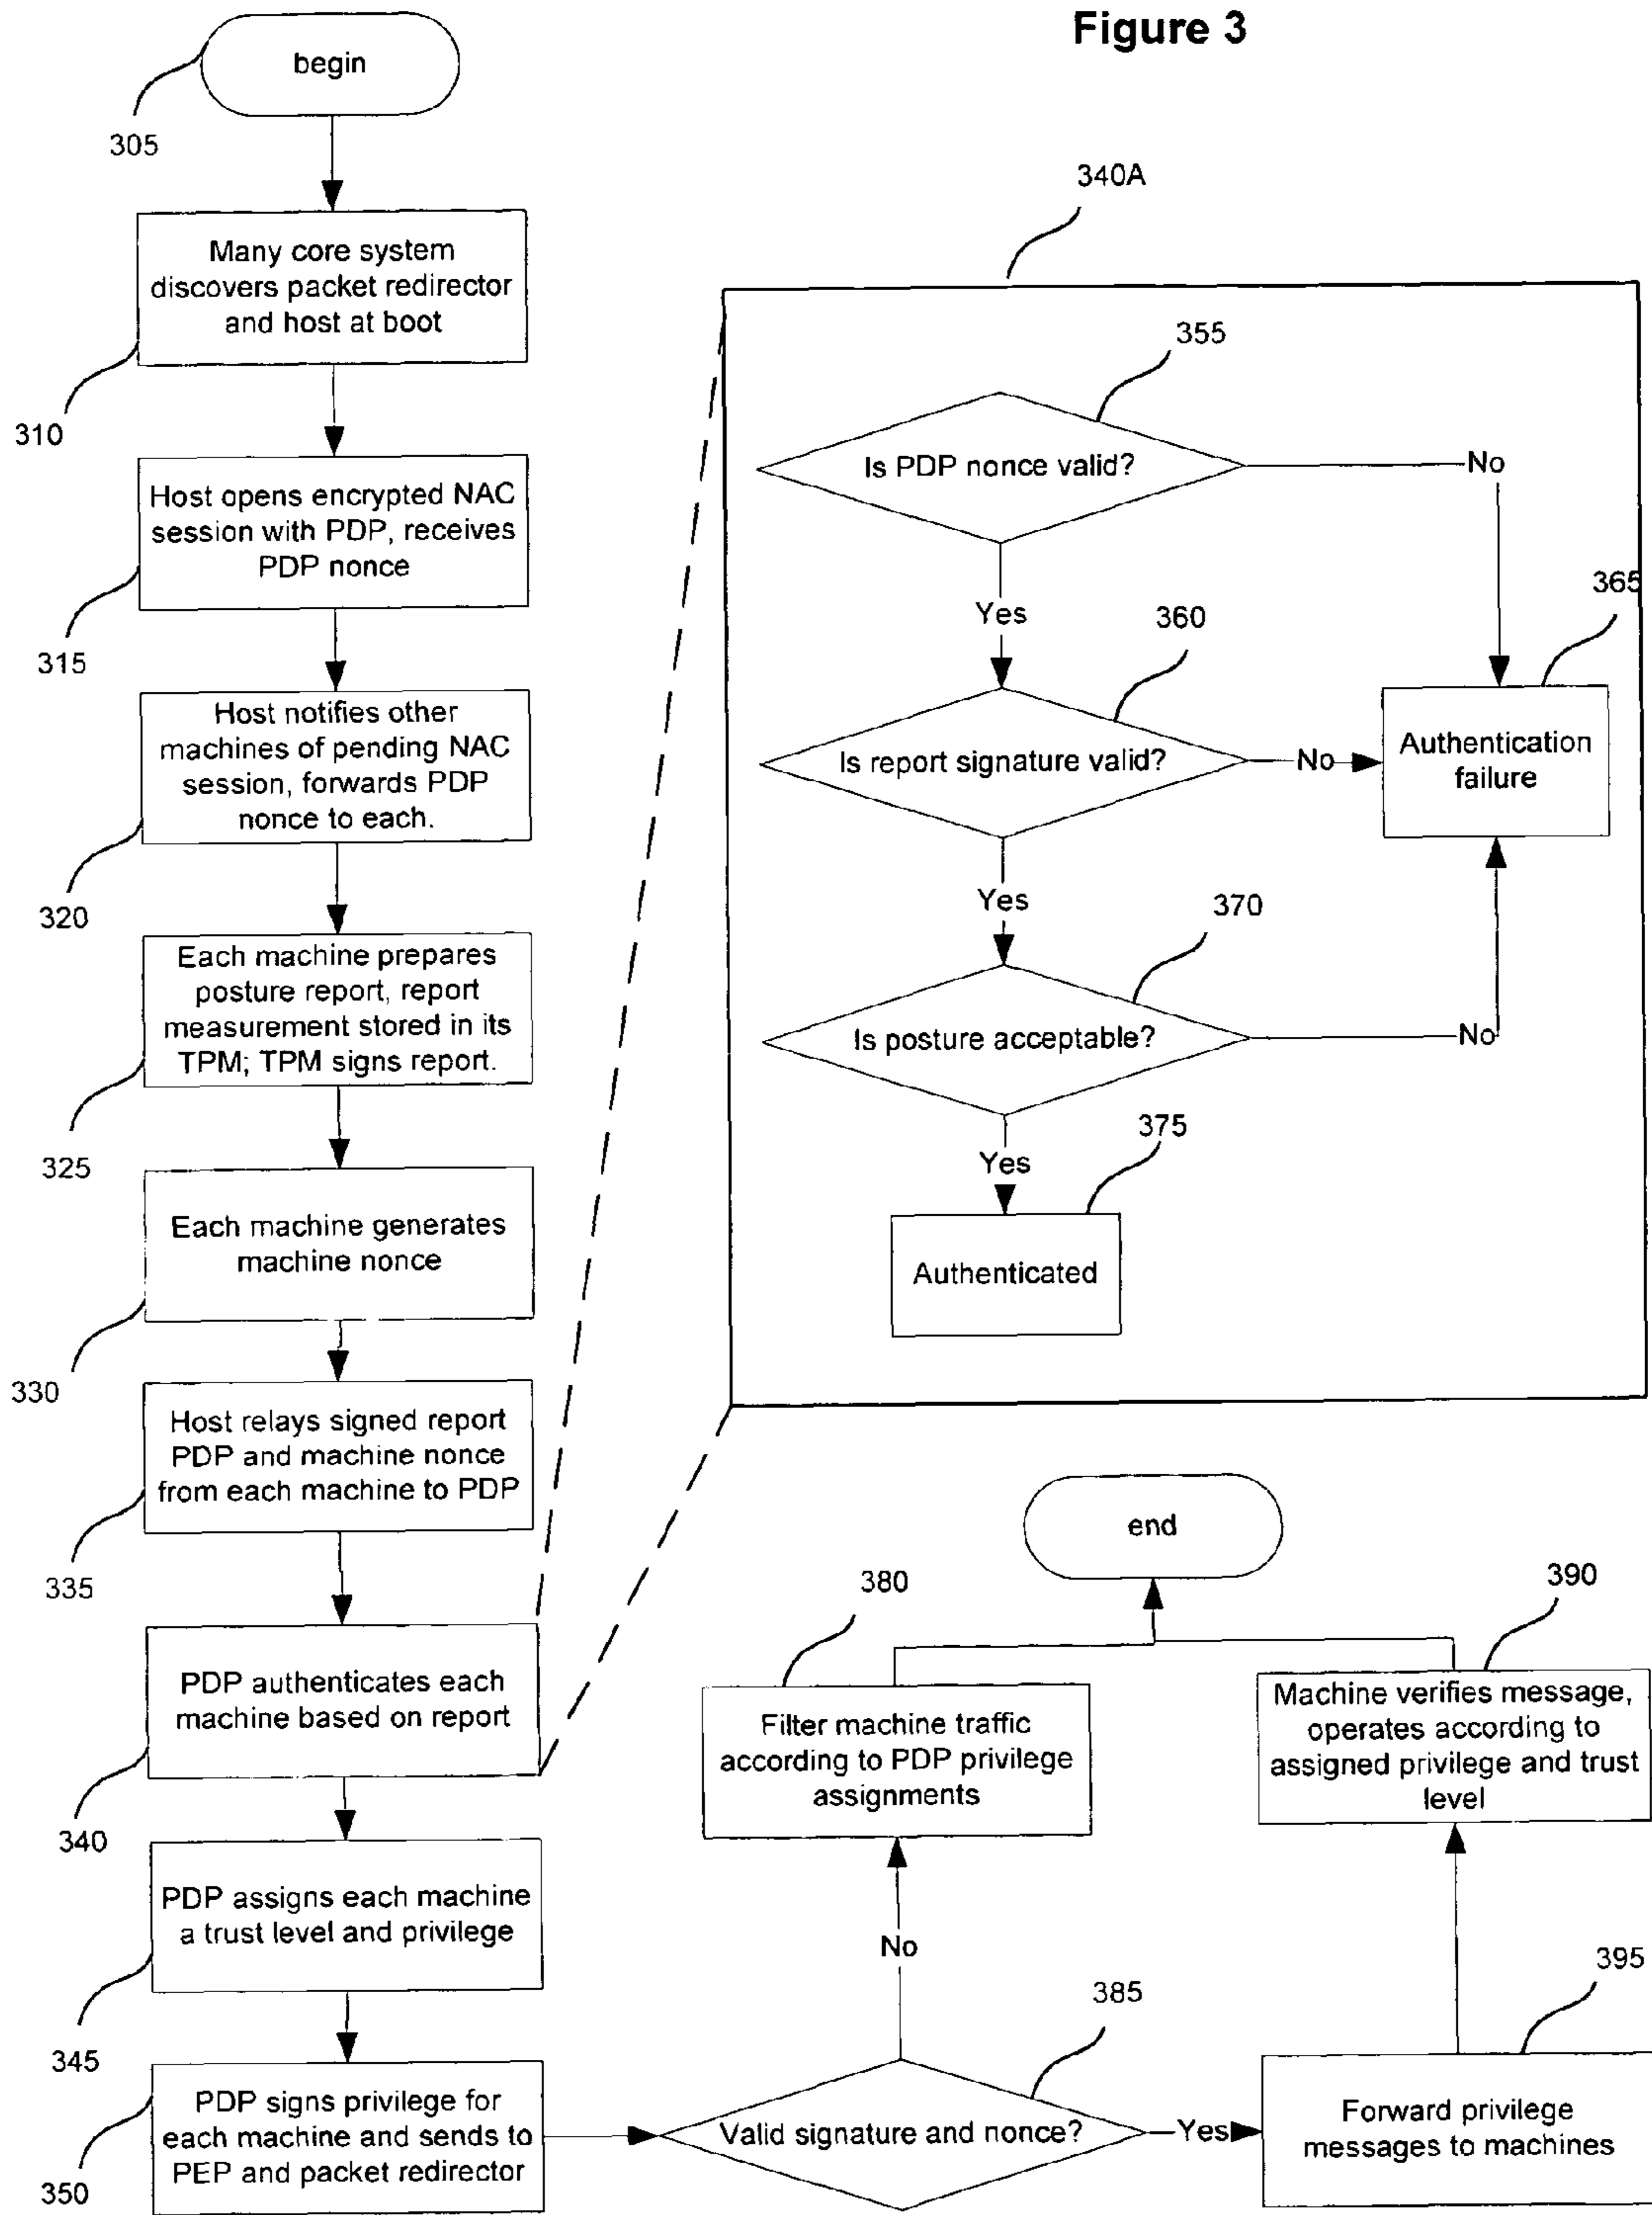 Figure 3
begin
305
Many core system
discovers packet redirector
and host at boot
310
Host opens encrypted NAC
session with PDP, receives
PDP nonce
315
Host notifies other
machines of pending NAC
session, forwards PDP
nonce to each.
320
Each machine prepares
posture report, report
measurement stored in its
TPM; TPM signs report.
325
Each machine generates
machine nonce
330
Host relays signed report
PDP and machine nonce
from each machine to PDP
335
PDP authenticates each
machine based on report
340
PDP assigns each machine
a trust level and privilege
345
PDP signs privilege for
each machine and sends to
PEP and packet redirector
350
340A
355
Is PDP nonce valid?
No
Yes
360
365
Is report signature valid?
No
Authentication
failure
Yes
370
Is posture acceptable?
No
Yes
375
Authenticated
end
380
390
Filter machine traffic
according to PDP privilege
assignments
Machine verifies message,
operates according to
assigned privilege and trust
level
No
385
395
Valid signature and nonce?
Yes
Forward privilege
messages to machines